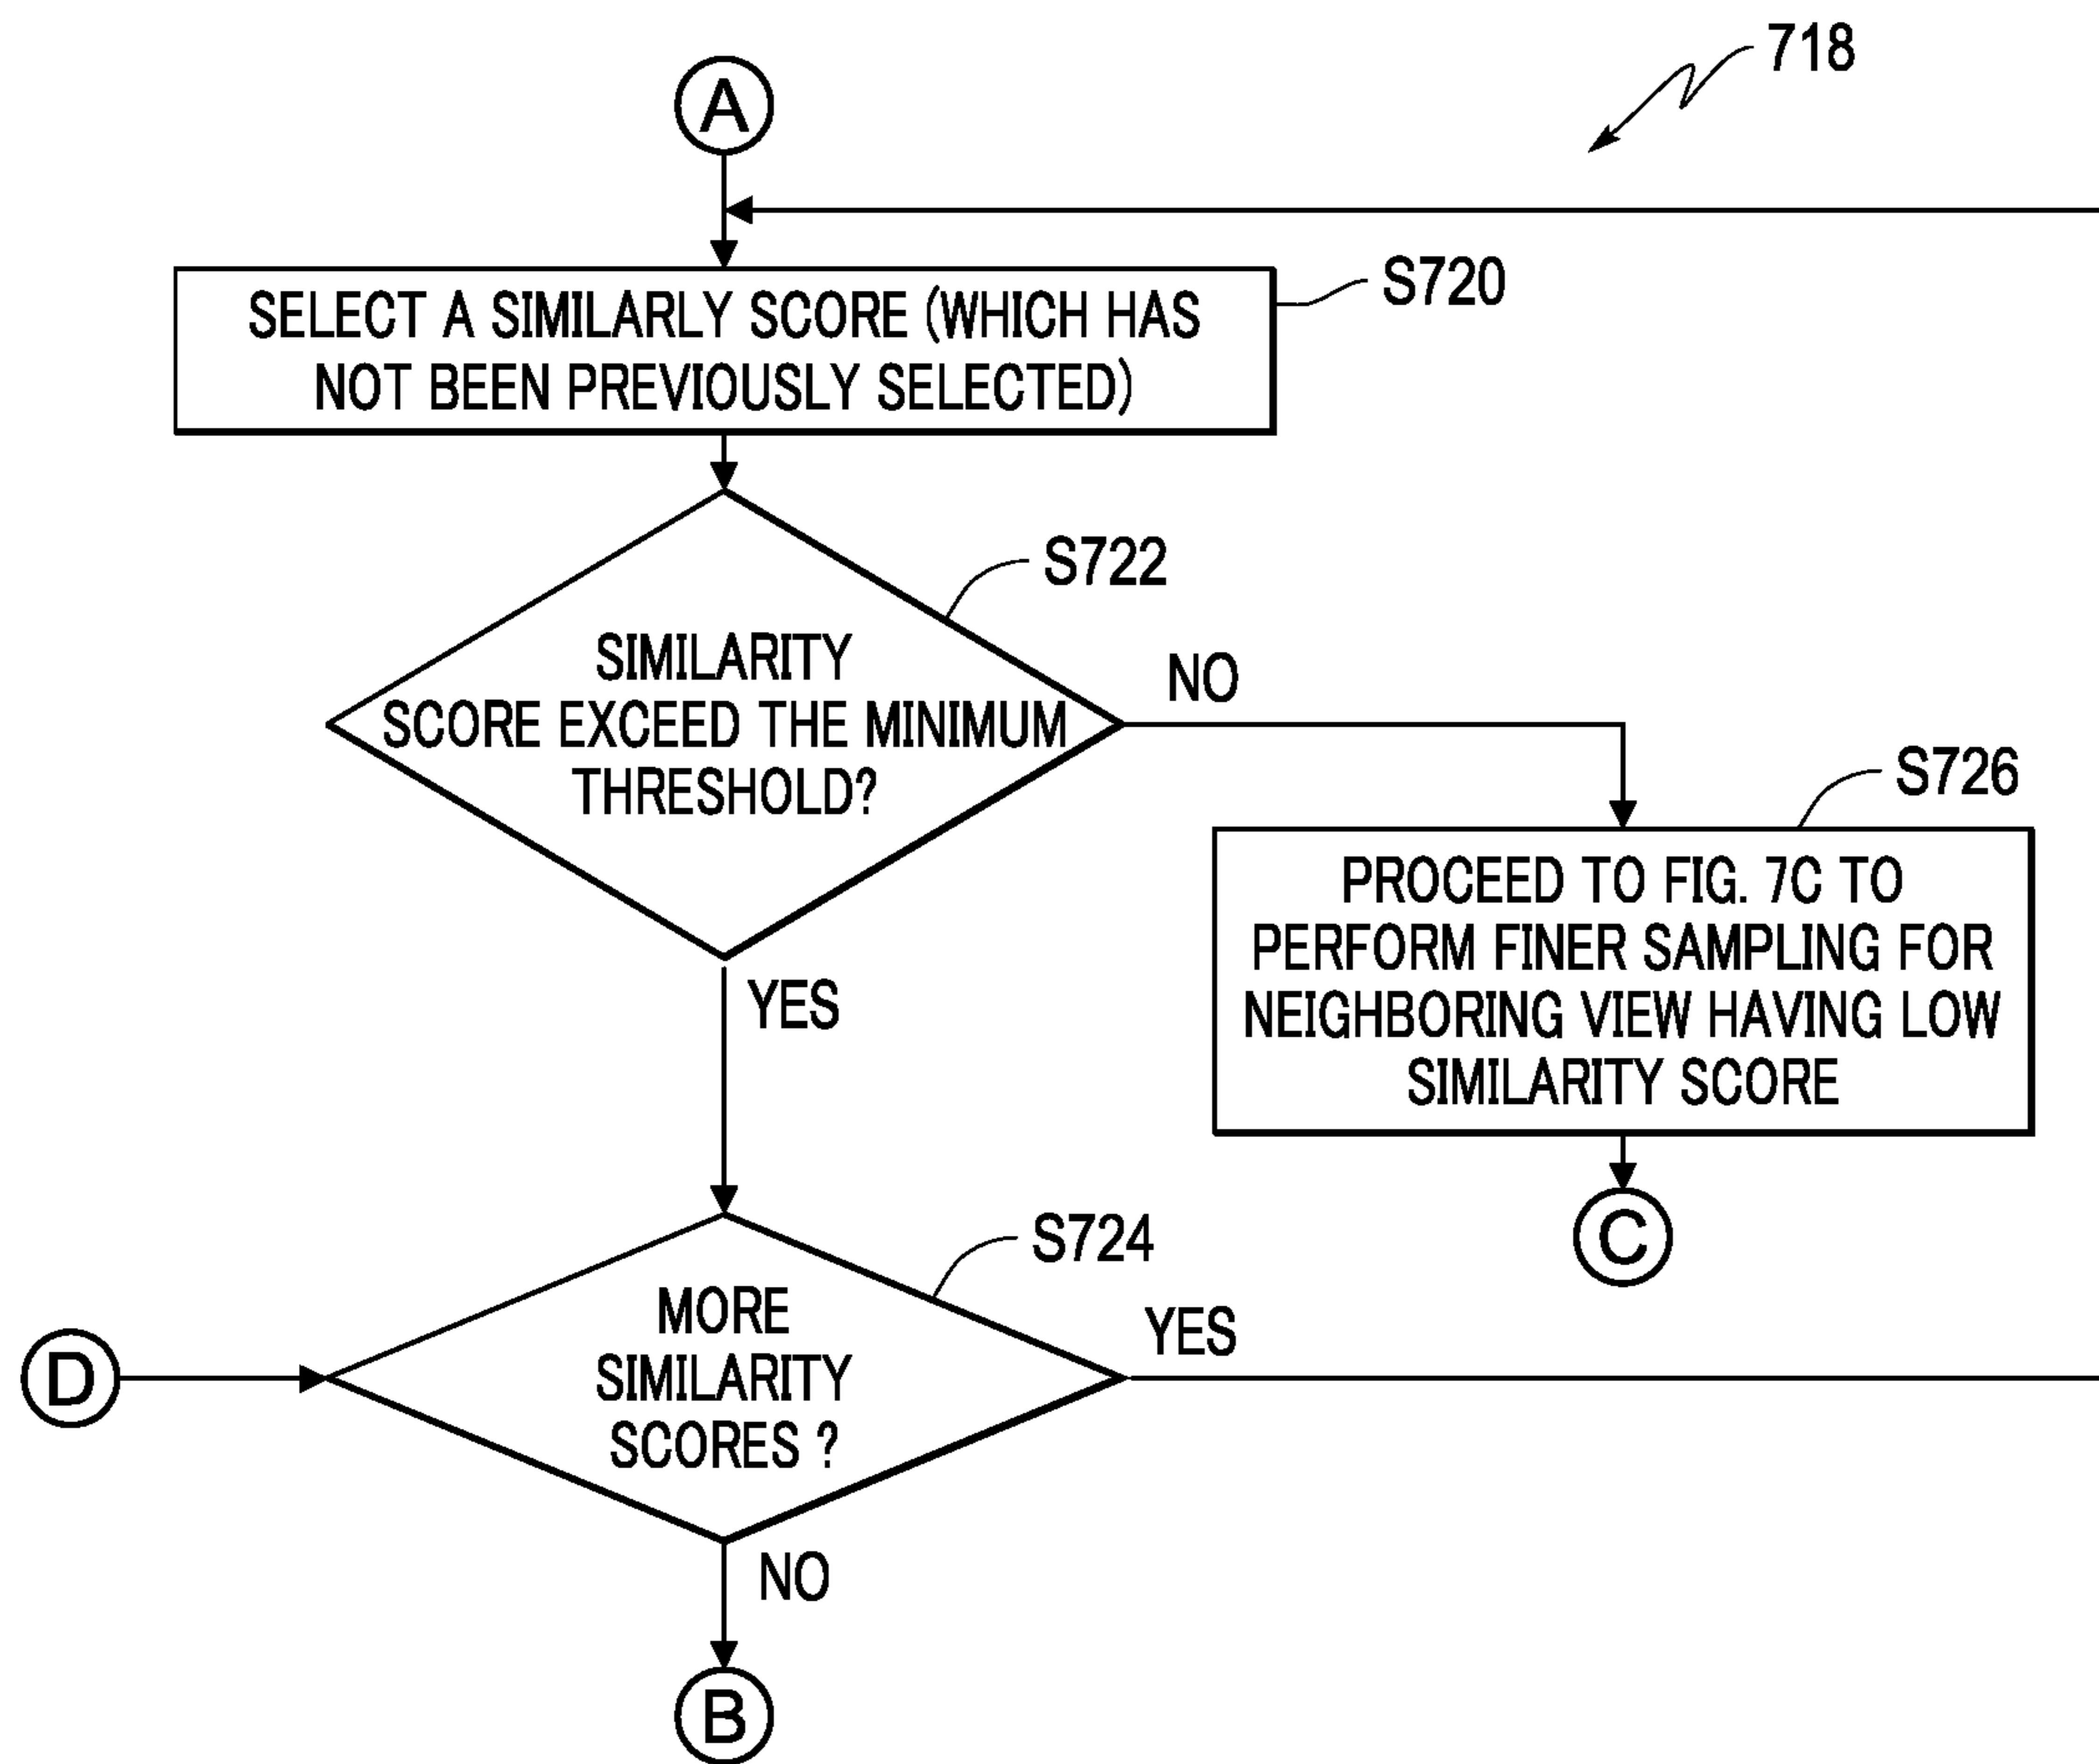 718
A
S720
SELECT A SIMILARLY SCORE (WHICH HAS
NOT BEEN PREVIOUSLY SELECTED)
S722
SIMILARITY
SCORE EXCEED THE MINIMUM
THRESHOLD?
NO
YES
S726
PROCEED TO FIG. 7C TO
PERFORM FINER SAMPLING FOR
NEIGHBORING VIEW HAVING LOW
SIMILARITY SCORE
C
S724
MORE
SIMILARITY
SCORES ?
YES
D
NO
B